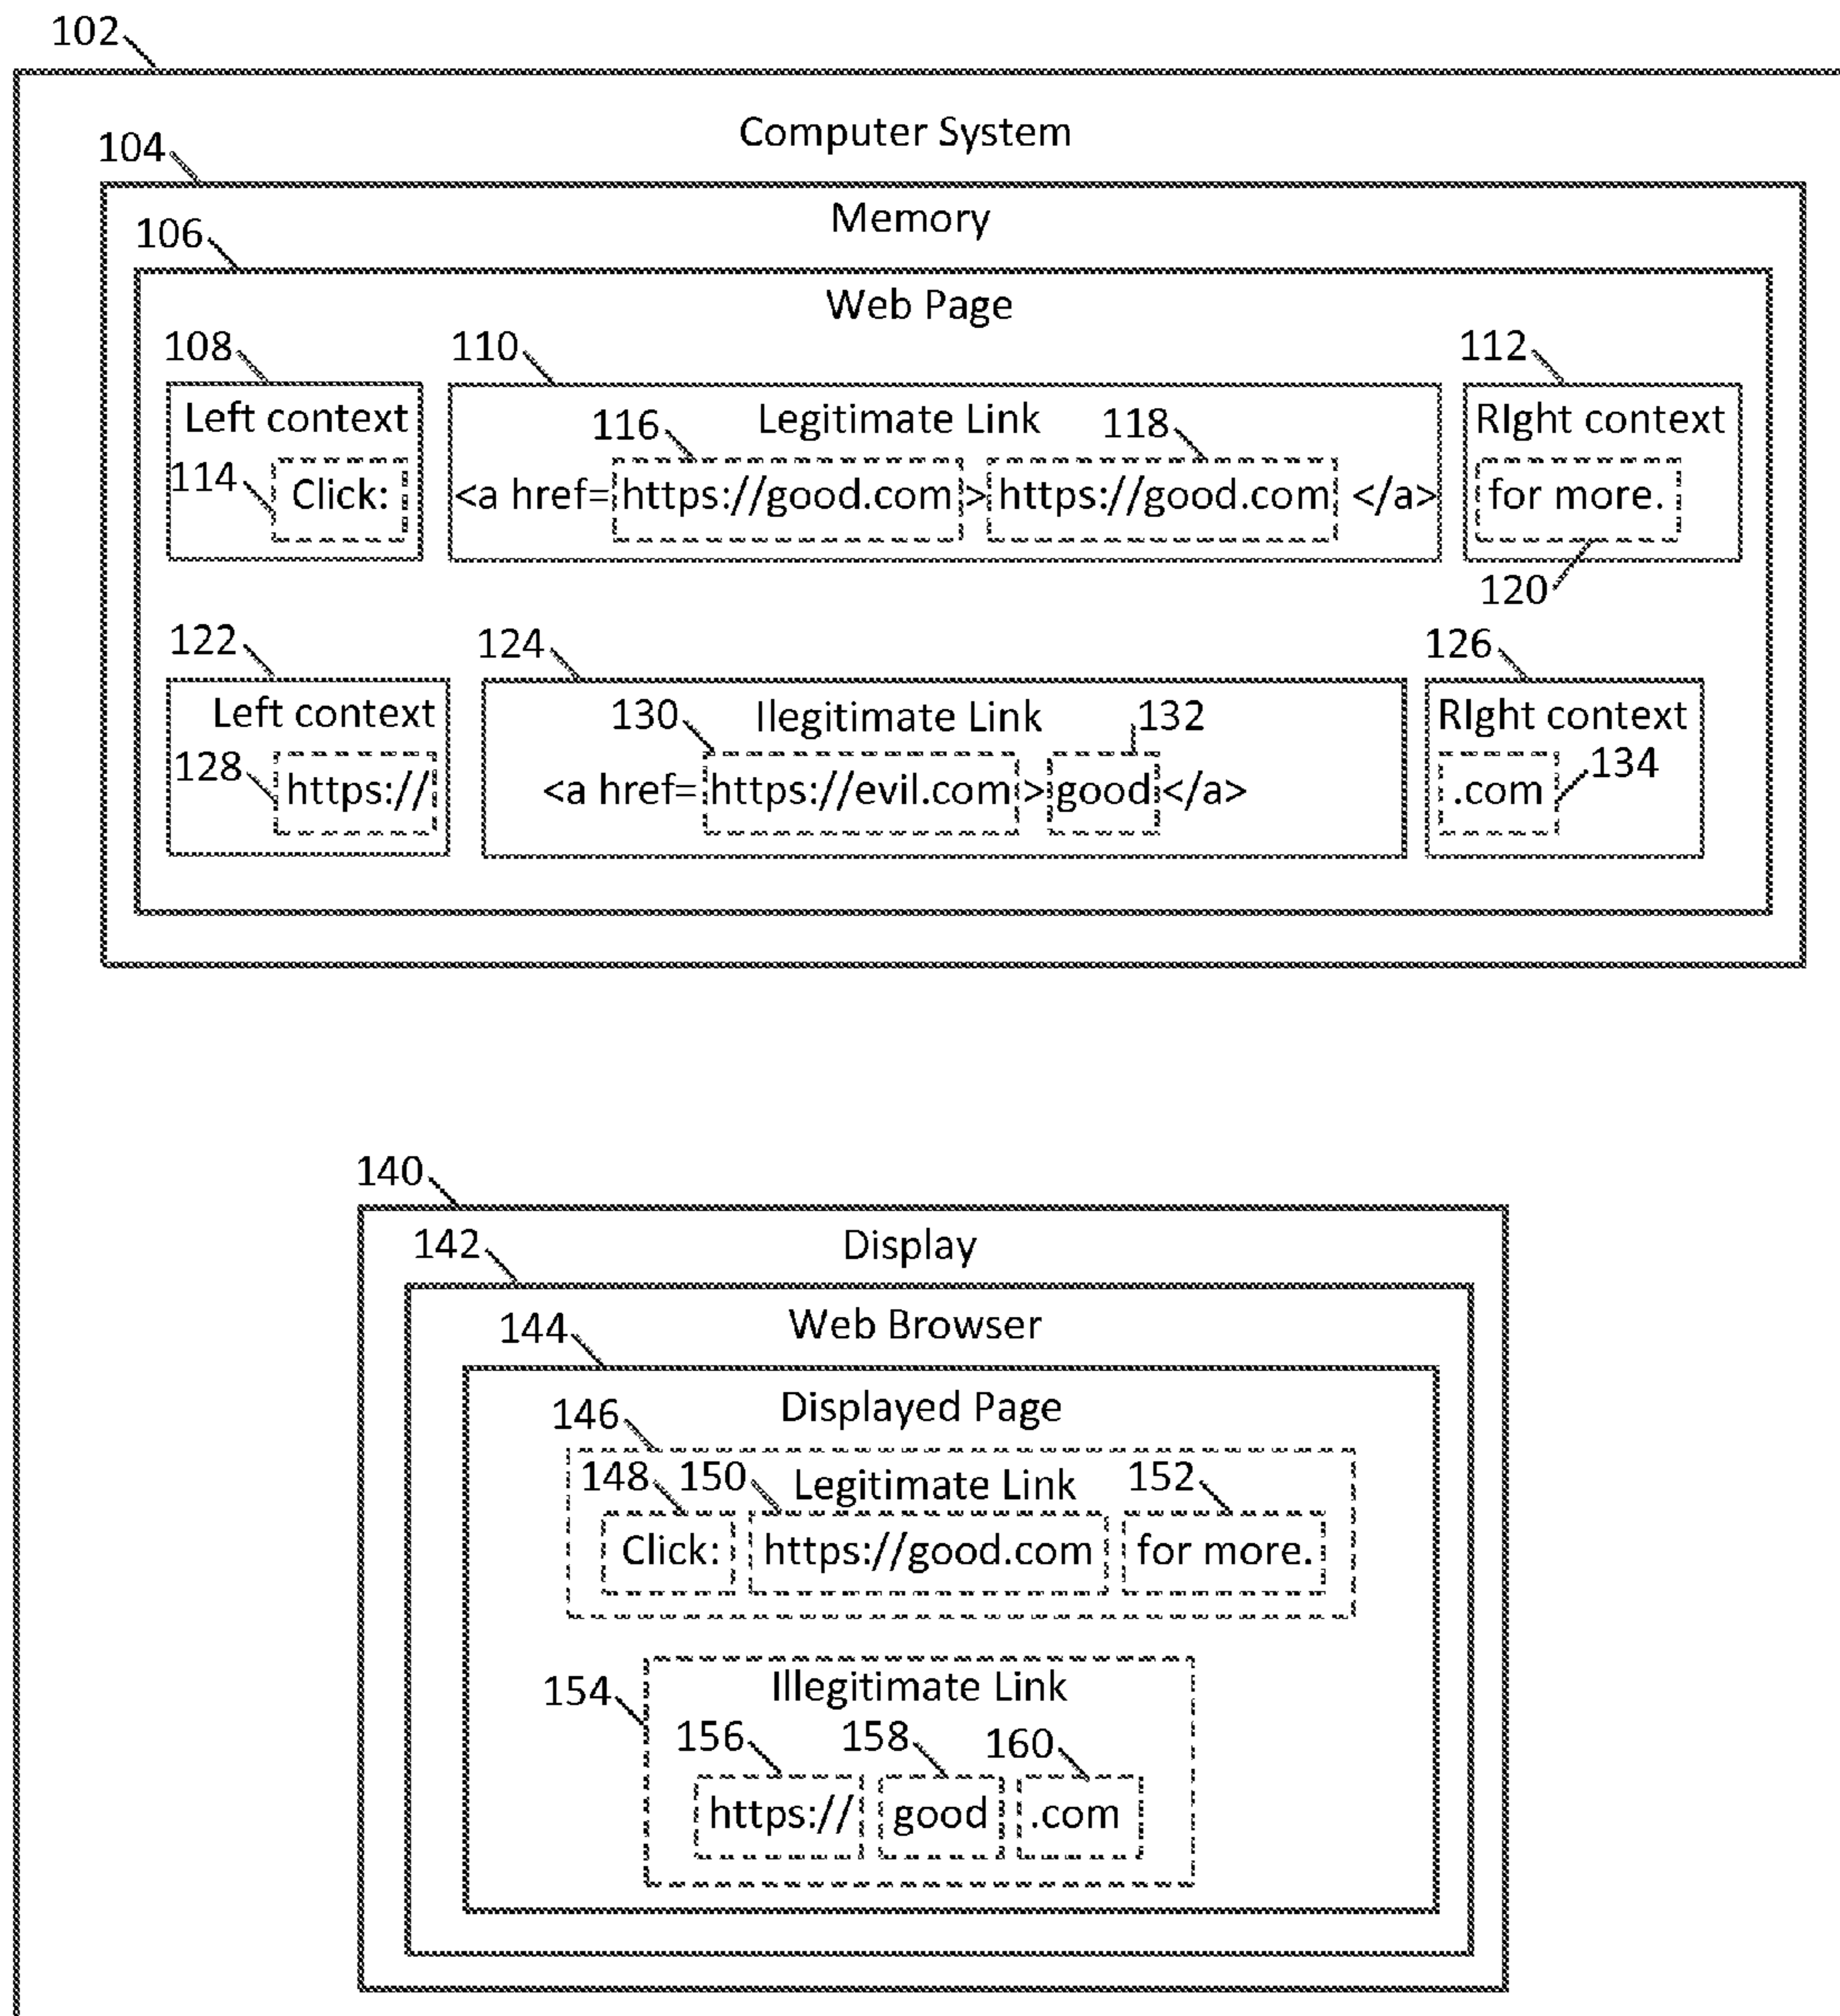 102
Computer System
104
Memory
106
Web Page
108
110
112
Left context
Legitimate Link
RIght context
116
118
114
Click:
<a href= https://good.com > https://good.com </a>
for more.
120
122
124
126
Left context
Ilegitimate Link
RIght context
130
132
128
https://
<a href= https://evil.com > good </a>
.com
134
140
Display
142
Web Browser
144
Displayed Page
146
Legitimate Link
148
150
152
Click:
https://good.com
for more.
154
Illegitimate Link
156
158
160
https://
good
.com